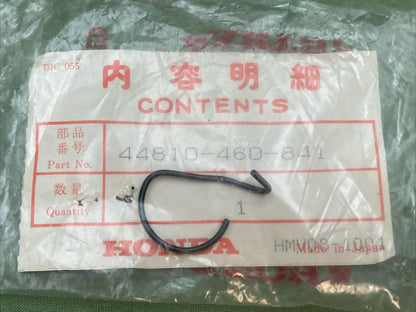 DIC 055
内容明細
CONTENTS
部品
番号
Part No.
44810-460-841
数量
Quantity
1
HONDA
Made in Japan